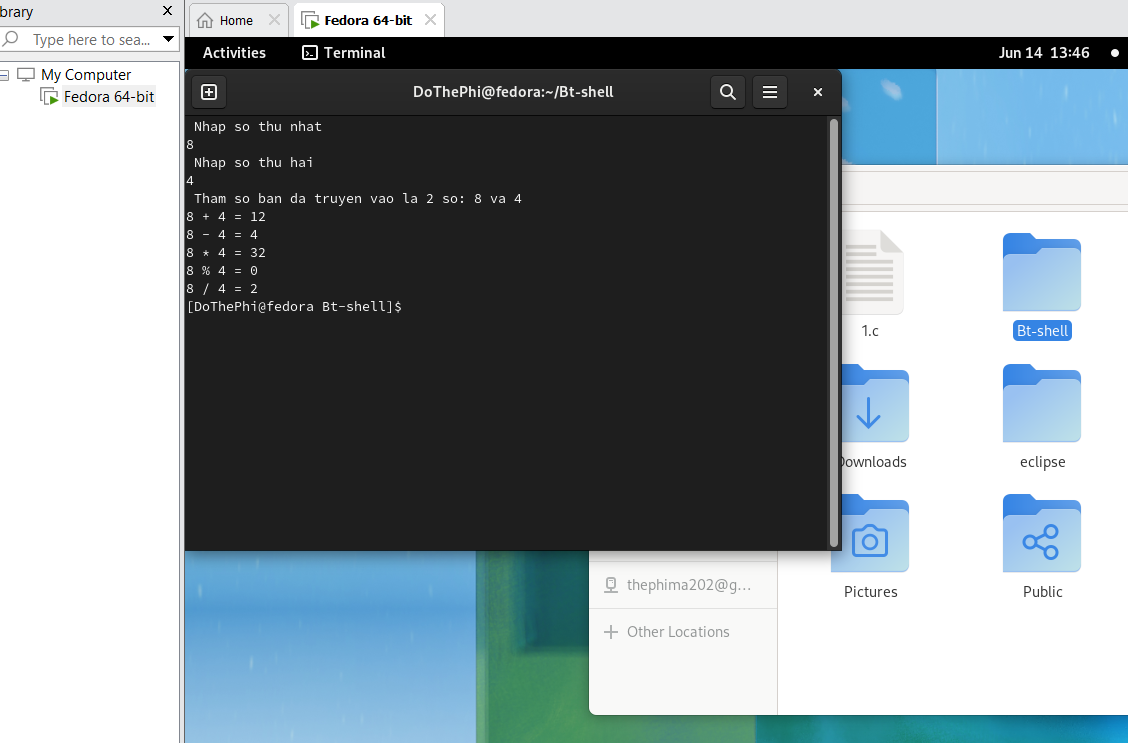 brary
Type here to sea...
My Computer
Fedora 64-bit
Home
Fedora 64-bit
Activities
Terminal
Jun 14 13:46
DoThePhi@fedora:~/Bt-shell
Nhap so thu nhat
8
Nhap so thu hai
4
Tham so ban da truyen vao la 2 so: 8 va 4
8 + 4 = 12
8 - 4 = 4
8 * 4 = 32
8 % 4 = 0
8 / 4 = 2
[DoThePhi@fedora Bt-shell]$
1.c
Bt-shell
Downloads
eclipse
Pictures
Public
thephima202@g...
Other Locations